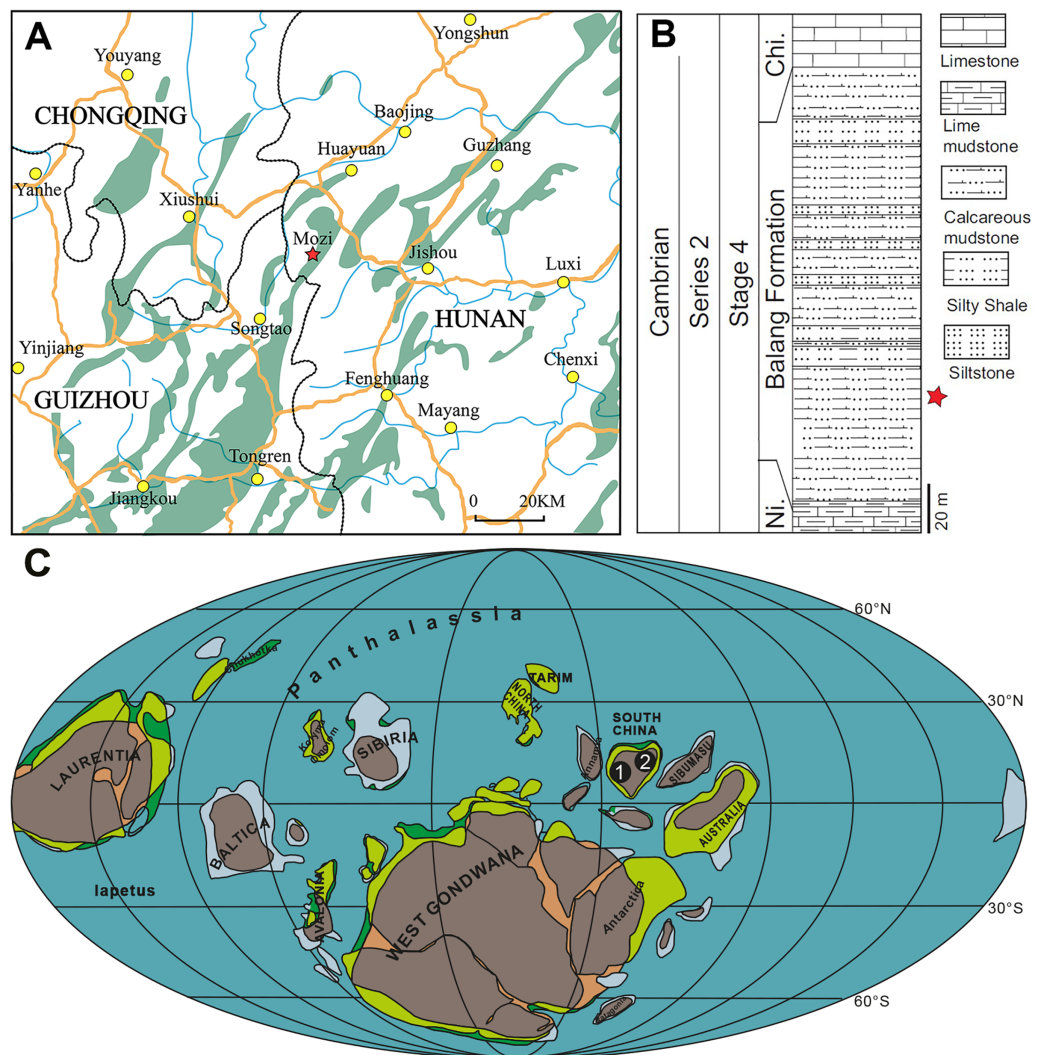 A
Yongshun
Youyang
CHONGQING
Baojing
Huayuan
Guzhang
Yanhe
Xiushui
Mozi
Jishou
Luxi
Songtao
HUNAN
Yinjiang
Chenxi
Fenghuang
GUIZHOU
Mayang
Tongren
Jiangkou
0 20KM
B
Cambrian
Series 2
Stage 4
Chi.
Balang Formation
Ni.
20 m
Limestone
Lime
mudstone
Calcareous
mudstone
Silty Shale
Siltstone
C
60°N
Panthalassia
30°N
TARIM
NORTH
CHINA
SOUTH
CHINA
SIBIRIA
Annamia
1
2
SIBUMASU
LAURENTIA
AUSTRALIA
BALTICA
Iapetus
AVALONIA
WEST GONDWANA
Antarctica
30°S
60°S